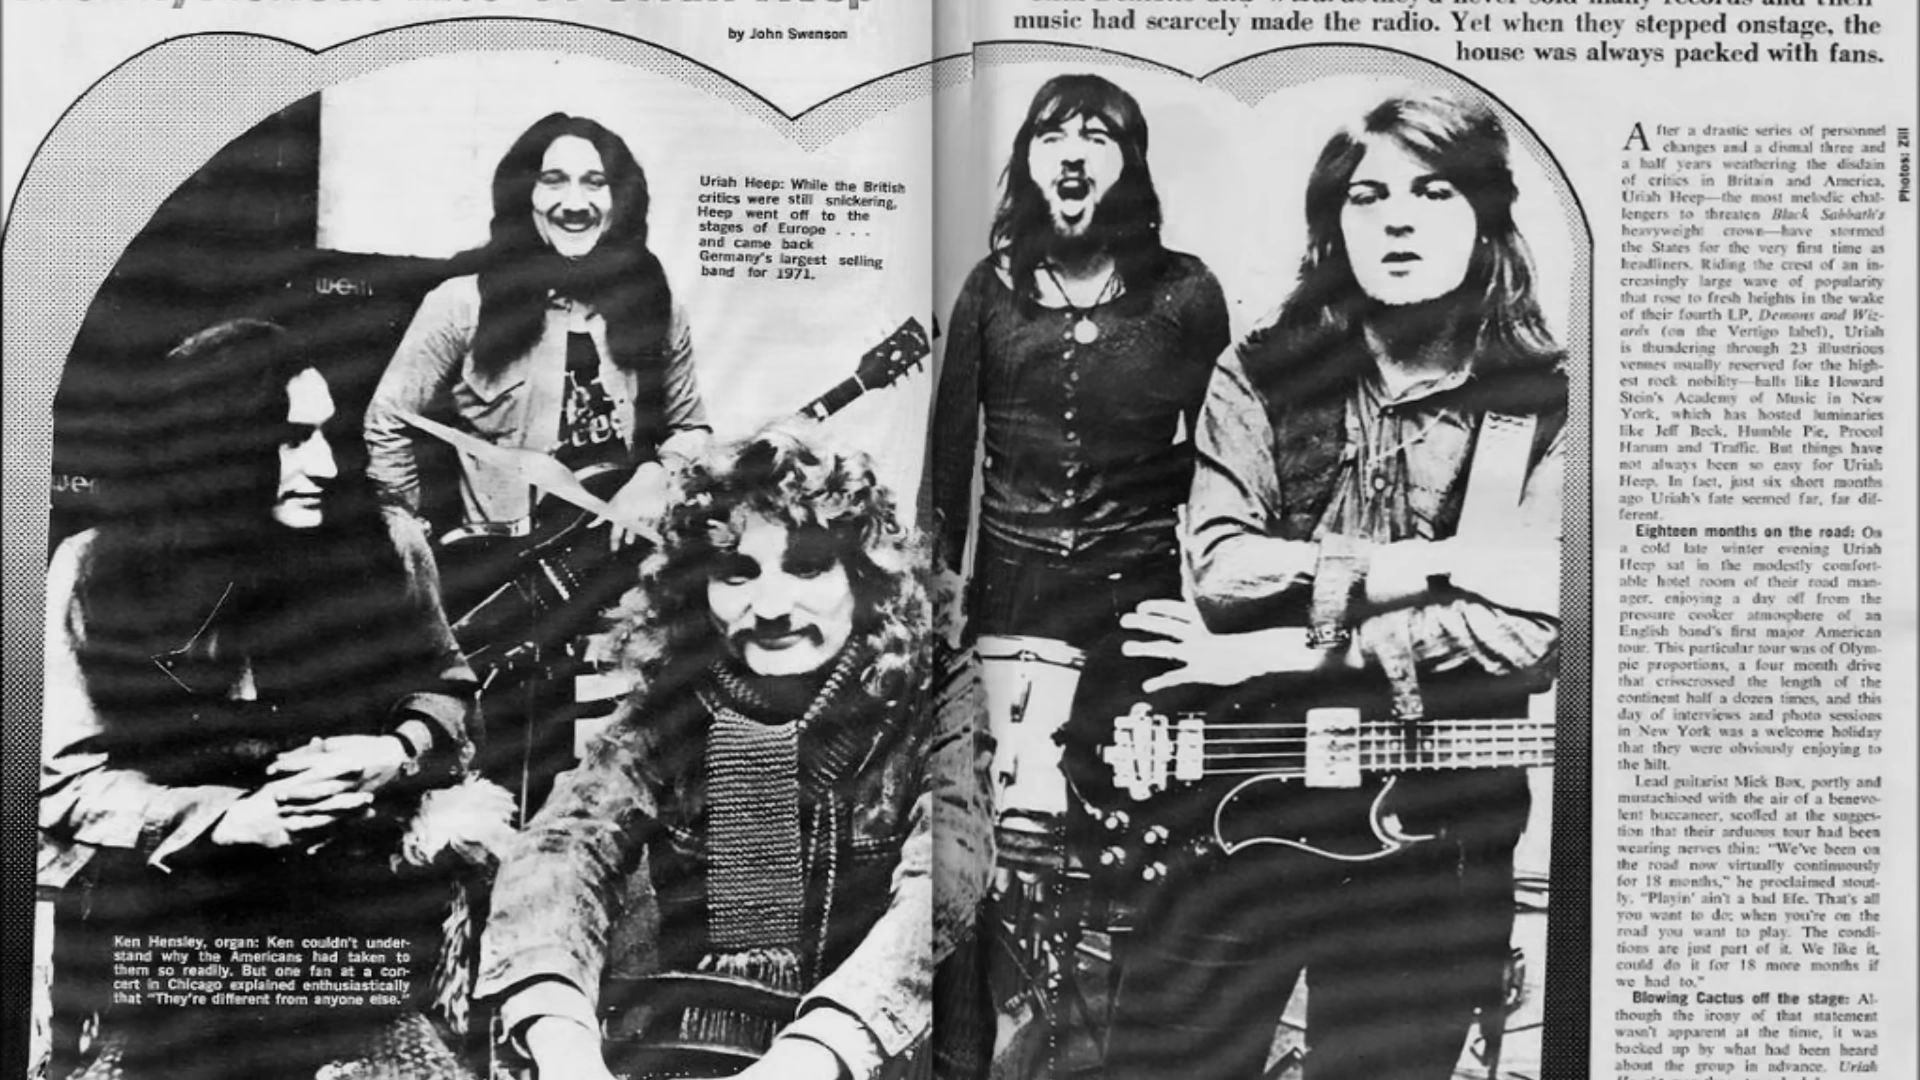 by John Swenson
music had scarcely made the radio. Yet when they stepped onstage, the
house was always packed with fans.
Uriah Heep: While the British
critics were still snickering,
Heep went off to the
stages of Europe . . .
and came back
Germany's largest selling
band for 1971.
wem
Ken Hensley, organ: Ken couldn't under-
stand why the Americans had taken to
them so readily. But one fan at a con-
cert in Chicago explained enthusiastically
that "They're different from anyone else."
Photos: Zill
After a drastic series of personnel
changes and a dismal three and
a half years weathering the disdain
of critics in Britain and America,
Uriah Heep—the most melodic chal-
lengers to threaten Black Sabbath's
heavyweight crown—have stormed
the States for the very first time as
headliners. Riding the crest of an in-
creasingly large wave of popularity
that rose to fresh heights in the wake
of their fourth LP, Demons and Wiz-
ards (on the Vertigo label), Uriah
is thundering through 23 illustrious
venues usually reserved for the high-
est rock nobility—halls like Howard
Stein's Academy of Music in New
York, which has hosted luminaries
like Jeff Beck, Humble Pie, Procol
Harum and Traffic. But things have
not always been so easy for Uriah
Heep. In fact, just six short months
ago Uriah's fate seemed far, far dif-
ferent.
Eighteen months on the road: On
a cold late winter evening Uriah
Heep sat in the modestly comfort-
able hotel room of their road man-
ager, enjoying a day off from the
pressure cooker atmosphere of an
English band's first major American
tour. This particular tour was of Olym-
pic proportions, a four month drive
that crisscrossed the length of the
continent half a dozen times, and this
day of interviews and photo sessions
in New York was a welcome holiday
that they were obviously enjoying to
the hilt.
Lead guitarist Mick Box, portly and
mustachioed with the air of a benevo-
lent buccaneer, scoffed at the sugges-
tion that their arduous tour had been
wearing nerves thin: "We've been on
the road now virtually continuously
for 18 months," he proclaimed stout-
ly. "Playin' ain't a bad life. That's all
you want to do; when you're on the
road you want to play. The condi-
tions are just part of it. We like it,
could do it for 18 more months if
we had to."
Blowing Cactus off the stage: Al-
though the irony of that statement
wasn't apparent at the time, it was
backed up by what had been heard
about the group in advance. Uriah